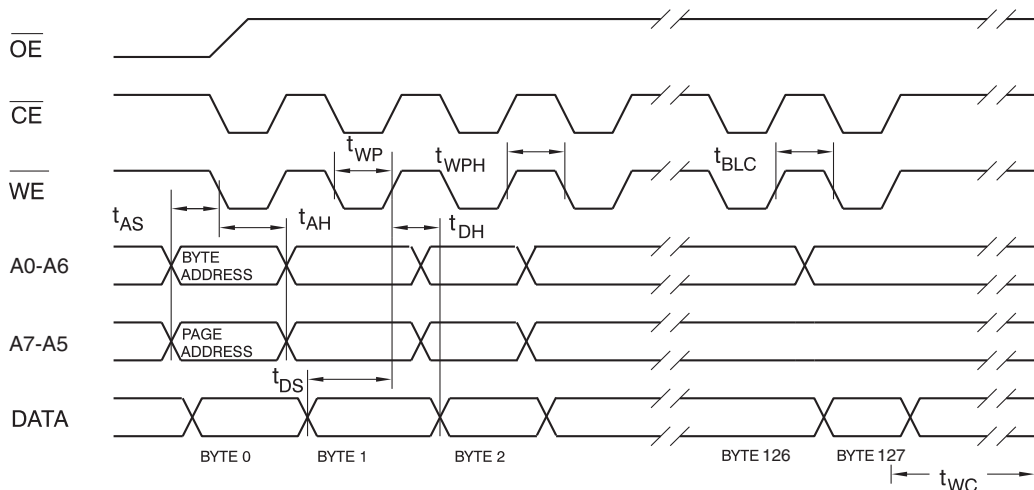 OE
CE
tWP
tWPH
tBLC
WE
tAS
tAH
tDH
A0-A6
BYTE
ADDRESS
A7-A5
PAGE
ADDRESS
tDS
DATA
BYTE 0
BYTE 1
BYTE 2
BYTE 126
BYTE 127
tWC